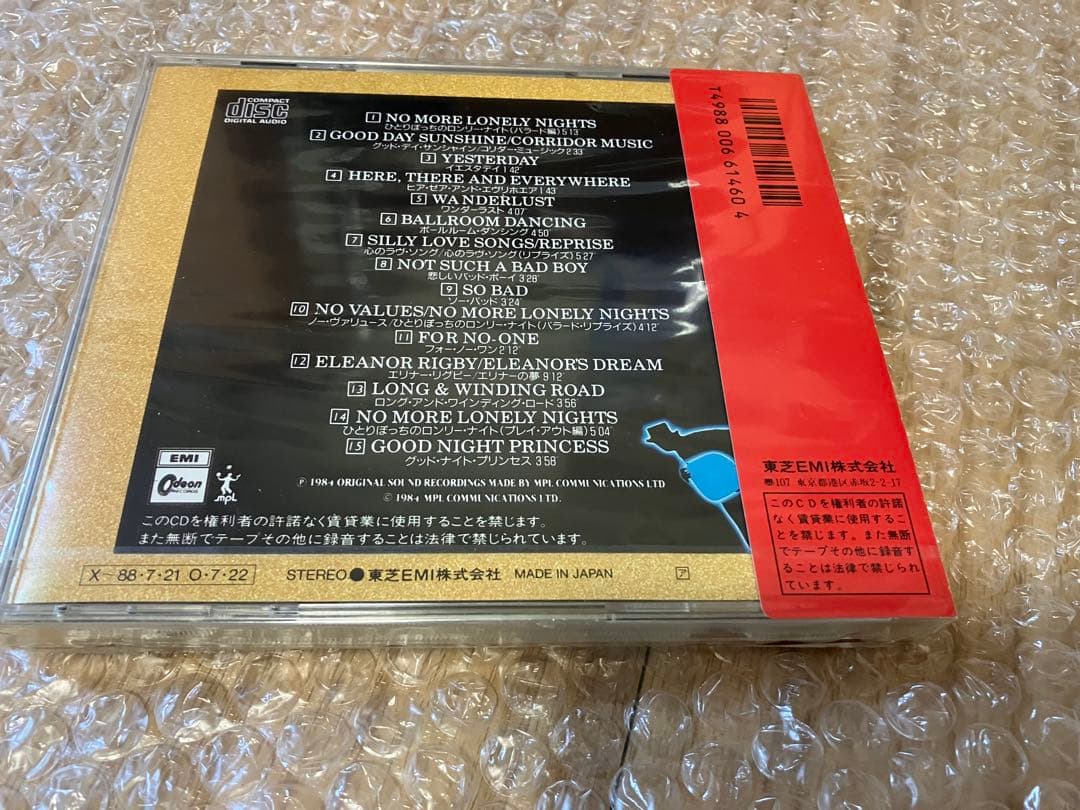 COMPACT
disc
DIGITAL AUDIO
1 NO MORE LONELY NIGHTS
ひとりぼっちのロンリー・ナイト(バラード編)5'13"
2 GOOD DAY SUNSHINE/CORRIDOR MUSIC
グッド・デイ・サンシャイン/コリダー・ミュージック 2'33"
3 YESTERDAY
イエスタデイ 1'42"
4 HERE, THERE AND EVERYWHERE
ヒア・ゼア・アンド・エヴリホエア 1'43"
5 WANDERLUST
ワンダーラスト 4'07"
6 BALLROOM DANCING
ボールルーム・ダンシング 4'50"
7 SILLY LOVE SONGS/REPRISE
心のラヴ・ソング/心のラヴ・ソング(リプライズ)5'27"
8 NOT SUCH A BAD BOY
悲しいバッド・ボーイ 3'28"
9 SO BAD
ソー・バッド 3'24"
10 NO VALUES/NO MORE LONELY NIGHTS
ノー・ヴァリュース/ひとりぼっちのロンリー・ナイト(バラード・リプライズ)4'12"
11 FOR NO-ONE
フォー・ノー・ワン 2'12"
12 ELEANOR RIGBY/ELEANOR'S DREAM
エリナー・リグビー/エリナーの夢 9'12"
13 LONG & WINDING ROAD
ロング・アンド・ワインディング・ロード 3'56"
14 NO MORE LONELY NIGHTS
ひとりぼっちのロンリー・ナイト(プレイ・アウト編)5'04"
15 GOOD NIGHT PRINCESS
グッド・ナイト・プリンセス 3'58"
EMI
Odeon
RECORDS
mpl
Ⓟ 1984 ORIGINAL SOUND RECORDINGS MADE BY MPL COMMUNICATIONS LTD
© 1984 MPL COMMUNICATIONS LTD.
このCDを権利者の許諾なく賃貸業に使用することを禁じます。
また無断でテープその他に録音することは法律で禁じられています。
X-88・7・21 O・7・22
STEREO●東芝EMI株式会社 MADE IN JAPAN ア
T4988 006 61460 4
東芝EMI株式会社
〠107 東京都港区赤坂2-2-17
このCDを権利者の許諾
なく賃貸業に使用するこ
とを禁じます。また無断
でテープその他に録音す
ることは法律で禁じられ
ています。